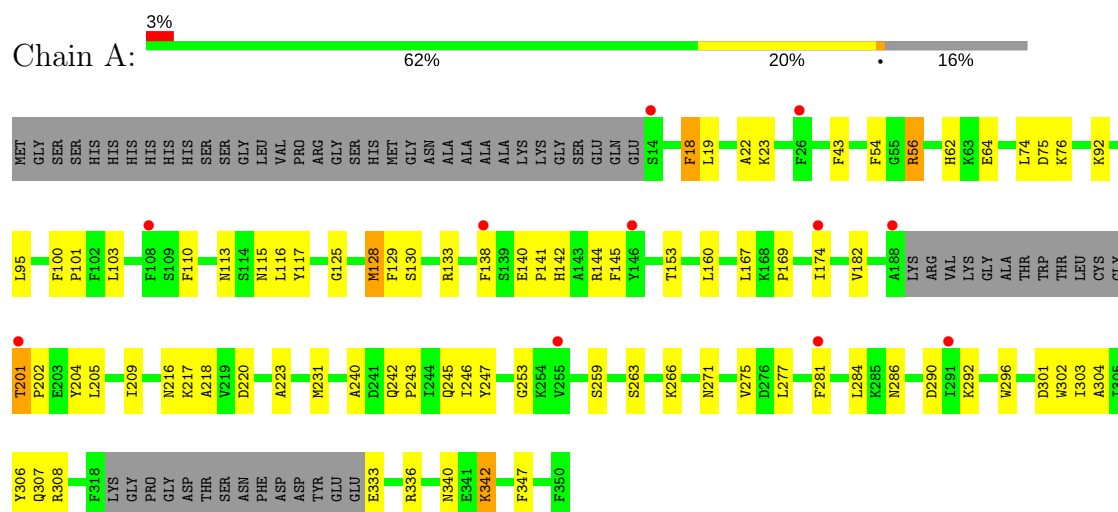 3%
Chain A:
62% 20% • 16%
MET GLY SER SER HIS HIS HIS HIS HIS HIS SER SER GLY LEU VAL PRO ARG GLY SER HIS MET GLY ASN ALA ALA ALA ALA LYS LYS GLY SER GLU GLN GLU S14 F18 L19 A22 K23 F26 F43 F54 G55 R56 H62 K63 E64 L74 D75 K76 K92
L95 F100 P101 F102 L103 F108 S109 F110 N113 S114 N115 L116 Y117 G125 M128 F129 S130 R133 F138 S139 E140 P141 H142 A143 R144 F145 Y146 T153 L160 L167 K168 P169 I174 V182 A188 LYS ARG VAL LYS GLY ALA THR TRP THR LEU CYS GLY
T201 P202 E203 Y204 L205 I209 N216 K217 A218 V219 D220 A223 M231 A240 D241 Q242 P243 I244 Q245 I246 Y247 G253 K254 V255 S259 S263 K266 N271 V275 D276 L277 F281 L284 K285 N286 D290 I291 K292 W296 D301 W302 I303 A304 I305
Y306 Q307 R308 F318 LYS GLY PRO GLY ASP THR SER ASN PHE ASP ASP TYR GLU GLU E333 R336 N340 E341 K342 F347 F350